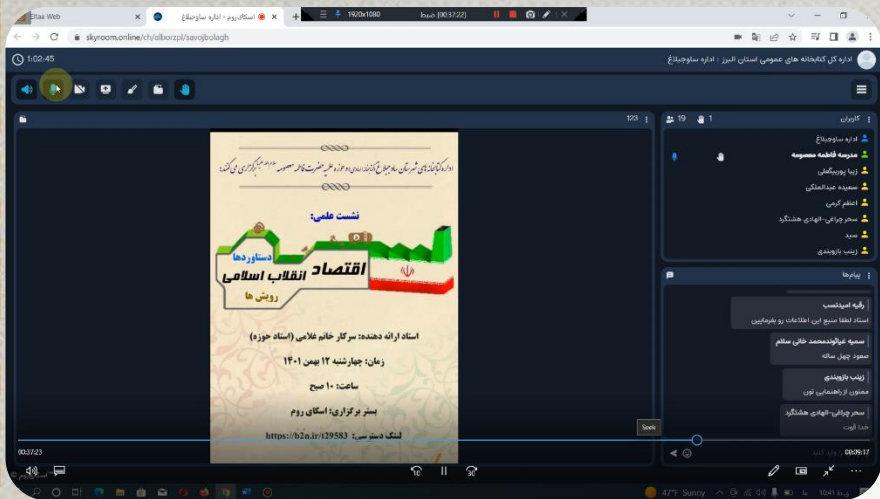 Eitaa Web
اسکای‌روم - اداره ساوجبلاغ
1920x1080
ضبط [00:37:22]
skyroom.online/ch/alborzpl/savojbolagh
1:02:45
اداره کل کتابخانه های عمومی استان البرز : اداره ساوجبلاغ
123
19
1
کاربران
اداره ساوجبلاغ
مدرسه فاطمه معصومه
زیبا پوربیگعلی
سعیده عبدالملکی
اعظم کرمی
سحر چراغی-الهادی هشتگرد
سید
زینب بازوبندی
نشست علمی:
دستاوردها
اقتصاد انقلاب اسلامی
رویش ها
استاد ارائه دهنده: سرکار خانم غلامی (استاد حوزه)
زمان: چهارشنبه ۱۲ بهمن ۱۴۰۱
ساعت: ۱۰ صبح
بستر برگزاری: اسکای روم
لینک دسترسی: https://b2n.ir/t29583
پیام‌ها
رقیه امیدنسب
استاد لطفا منبع این اطلاعات رو بفرمایین
سمیه غیاثوندمحمد خانی سلام
صعود چهل ساله
زینب بازوبندی
ممنون از راهنمایی تون
سحر چراغی-الهادی هشتگرد
خدا قوت
Seek
00:37:23
00:09:17
10
30
47°F Sunny
10:41